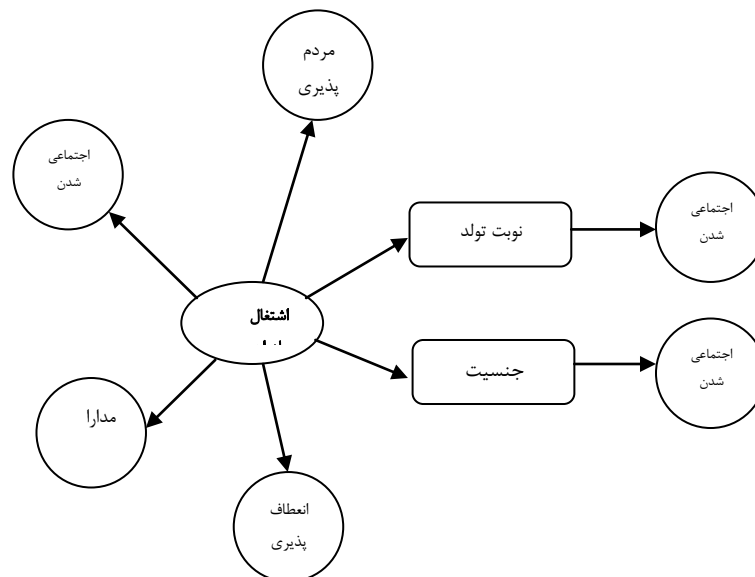 مردم
پذیری
اجتماعی
شدن
نوبت تولد
اجتماعی
شدن
اشتغال
جنسیت
اجتماعی
شدن
مدارا
انعطاف
پذیری